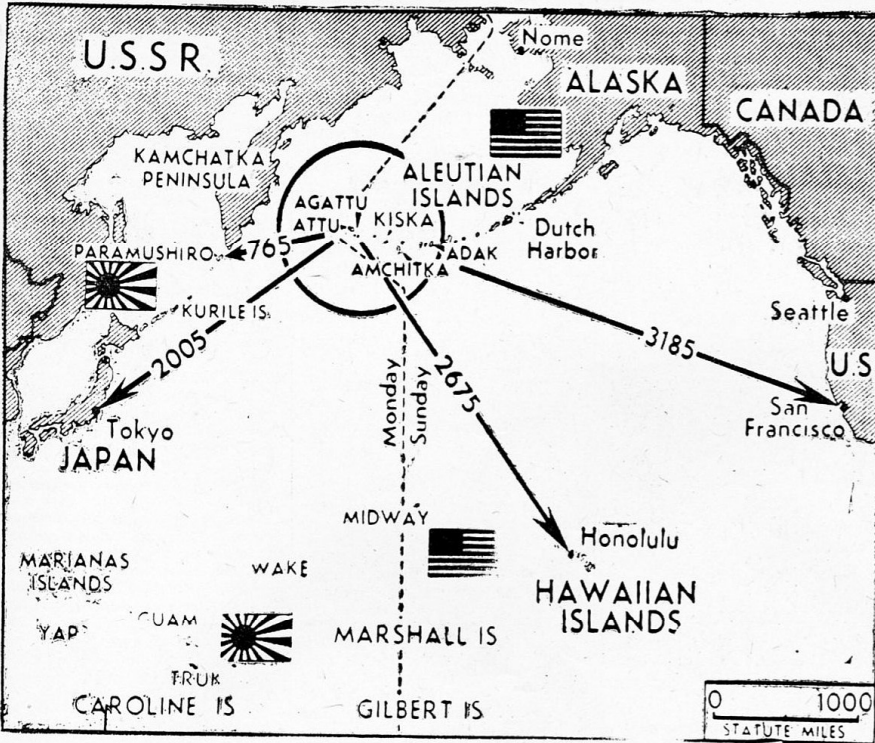 U.S.S.R.
Nome
ALASKA
CANADA
KAMCHATKA
PENINSULA
ALEUTIAN
ISLANDS
AGATTU
ATTU
KISKA
Dutch
Harbor
PARAMUSHIRO
765
ADAK
AMCHITKA
KURILE IS.
Seattle
2005
3185
U.S
2675
Monday
Sunday
San
Francisco
Tokyo
JAPAN
MIDWAY
Honolulu
MARIANAS
ISLANDS
WAKE
HAWAIIAN
ISLANDS
YAP
GUAM
MARSHALL IS
TRUK
CAROLINE IS
GILBERT IS
0 1000
STATUTE MILES